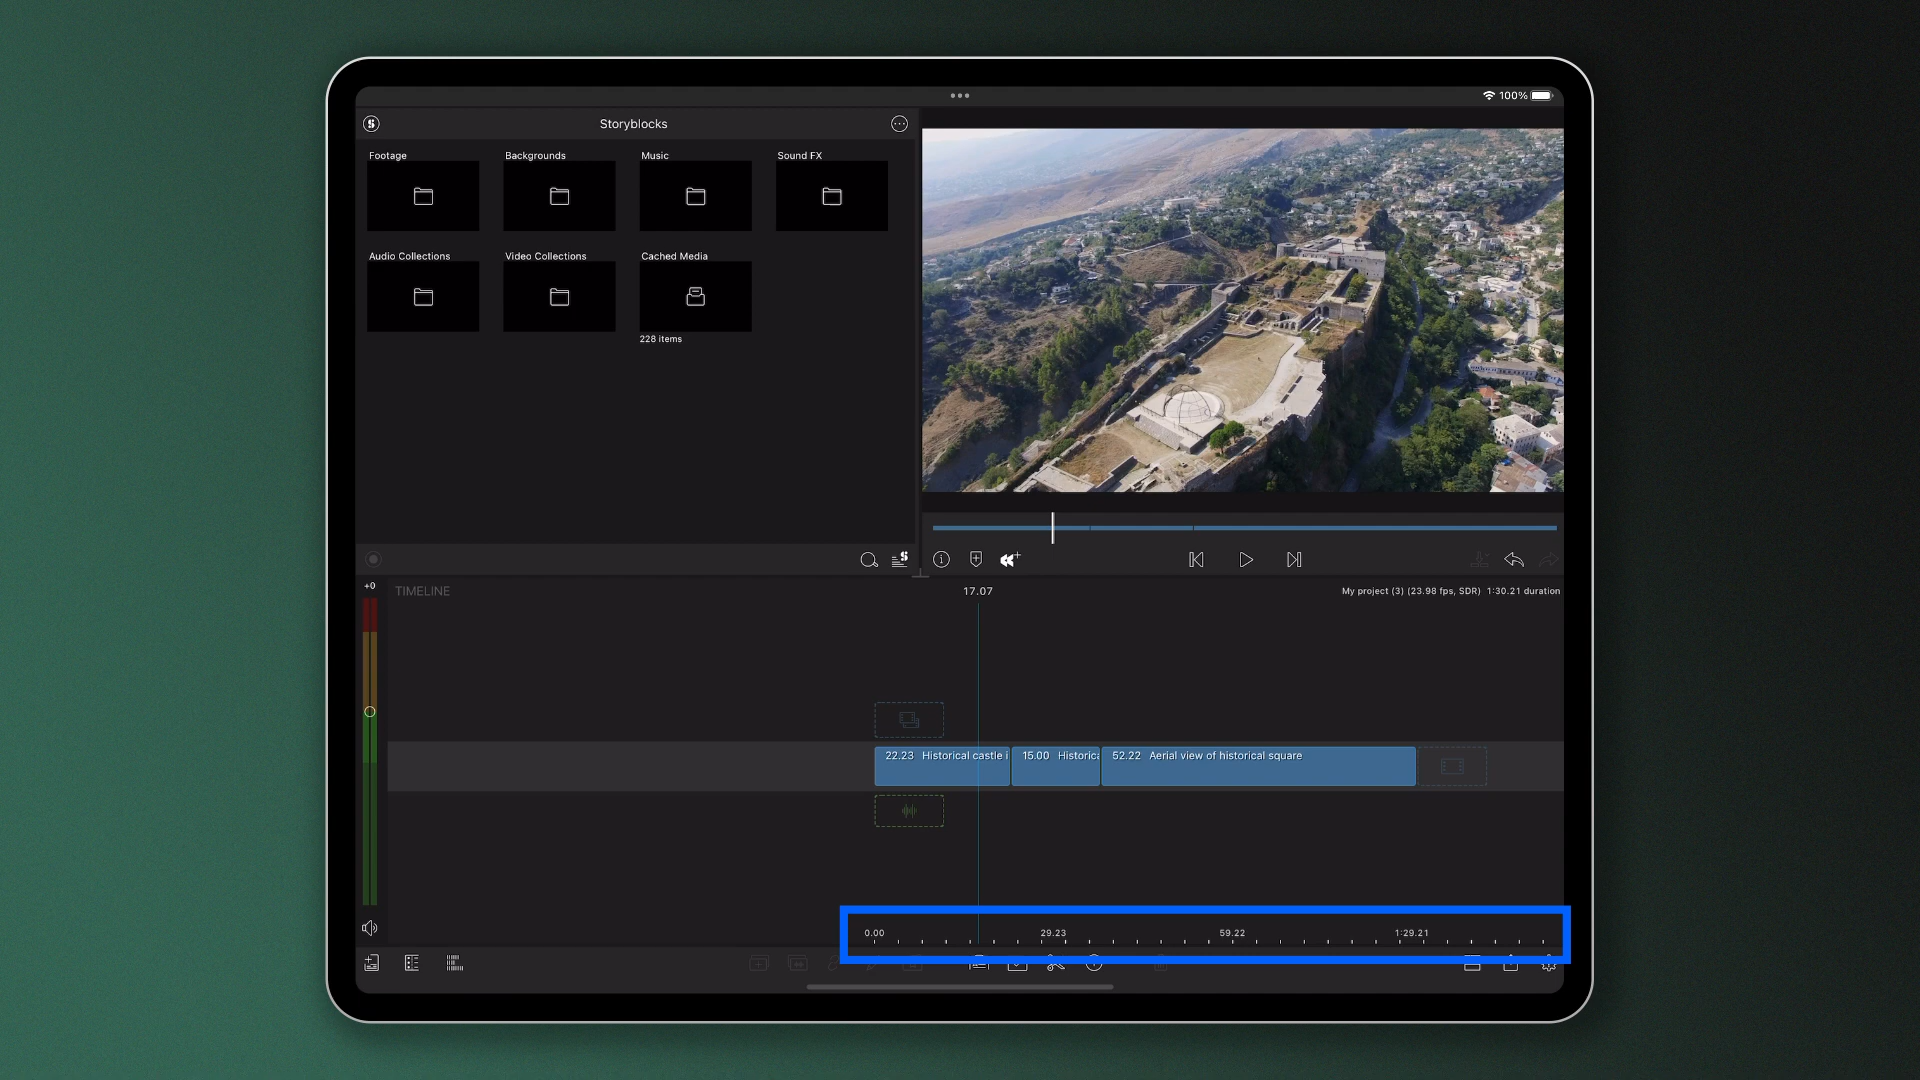 100%
Storyblocks
Footage
Backgrounds
Music
Sound FX
Audio Collections
Video Collections
Cached Media
228 items
+0
TIMELINE
17.07
My project (3) (23.98 fps, SDR) 1:30.21 duration
22.23 Historical castle i
15.00 Historica
52.22 Aerial view of historical square
0.00
29.23
59.22
1:29.21